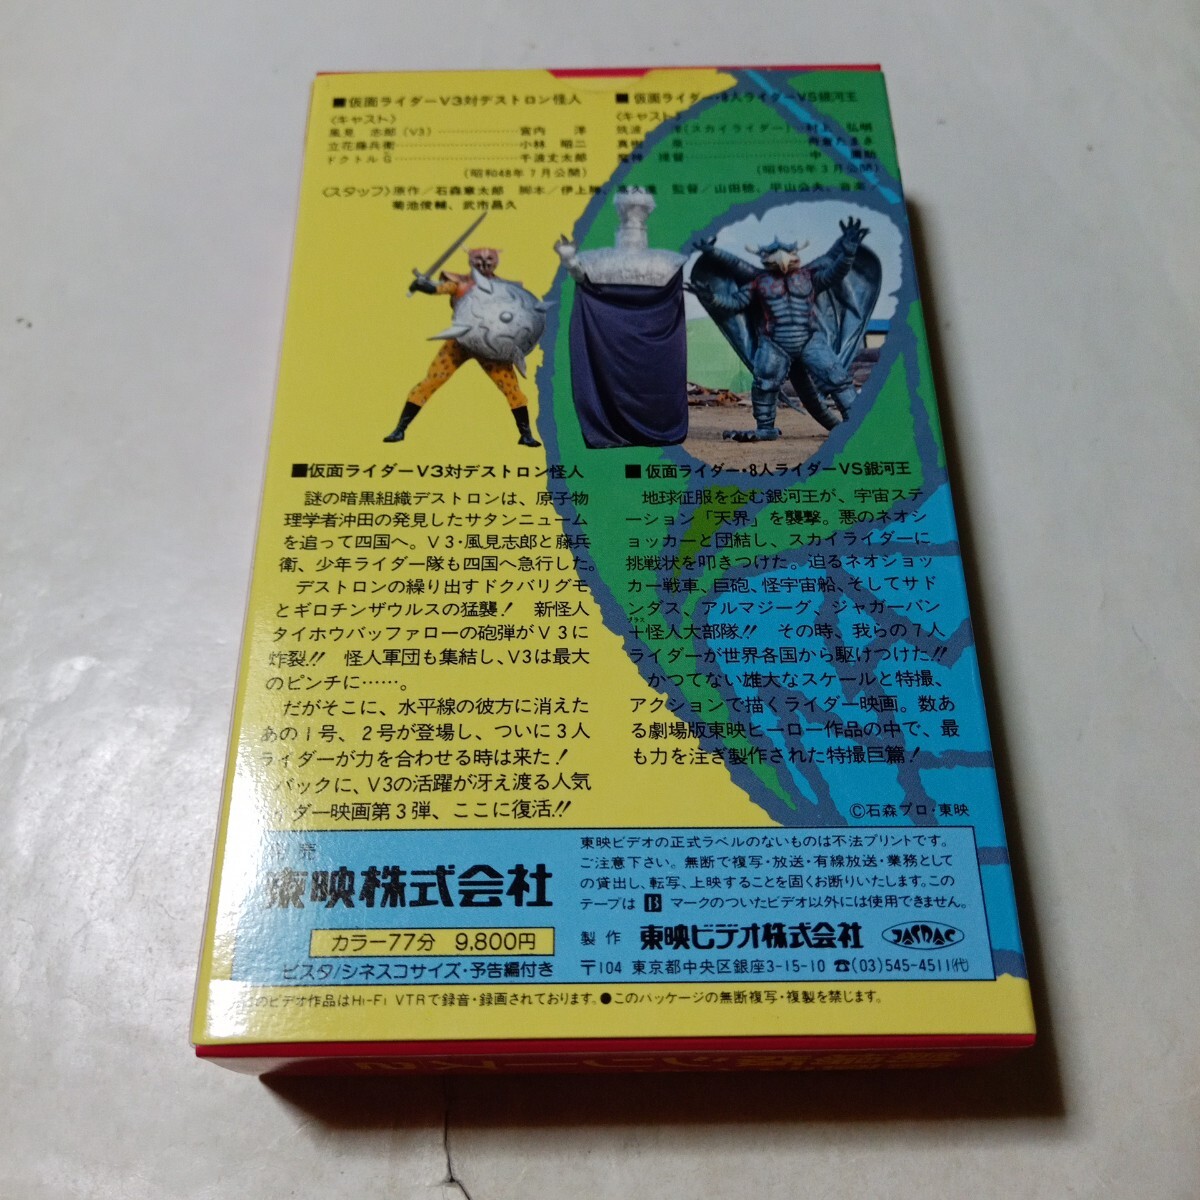 ■仮面ライダーV3対デストロン怪人
〈キャスト〉
風見 志郎(V3)………………宮内 洋
立花藤兵衛………………小林 昭二
ドクトルG………………千波丈太郎
(昭和48年7月公開)
■仮面ライダー・8人ライダーVS銀河王
〈キャスト〉
筑波 洋(スカイライダー)…村上 弘明
(昭和55年3月公開)
〈スタッフ〉原作/石森章太郎 脚本/伊上勝、 監督/山田稔、平山公夫、音楽/
菊池俊輔、武市昌久
■仮面ライダーV3対デストロン怪人
謎の暗黒組織デストロンは、原子物
理学者沖田の発見したサタンニューム
を追って四国へ。V3・風見志郎と藤兵
衛、少年ライダー隊も四国へ急行した。
デストロンの繰り出すドクバリグモ
とギロチンザウルスの猛襲! 新怪人
タイホウバッファローの砲弾がV3に
炸裂!! 怪人軍団も集結し、V3は最大
のピンチに……。
だがそこに、水平線の彼方に消えた
あの1号、2号が登場し、ついに3人
ライダーが力を合わせる時は来た!
バックに、V3の活躍が冴え渡る人気
ダー映画第3弾、ここに復活!!
■仮面ライダー・8人ライダーVS銀河王
地球征服を企む銀河王が、宇宙ステ
ーション「天界」を襲撃。悪のネオシ
ョッカーと団結し、スカイライダーに
挑戦状を叩きつけた。迫るネオショッ
カー戦車、巨砲、怪宇宙船、そしてサド
ンダス、アルマジーグ、ジャガーバン
プラス
+怪人大部隊!! その時、我らの7人
ライダーが世界各国から駆けつけた!!
かつてない雄大なスケールと特撮、
アクションで描くライダー映画。数あ
る劇場版東映ヒーロー作品の中で、最
も力を注ぎ製作された特撮巨篇!
©石森プロ・東映
発売
東映株式会社
カラー77分 9,800円
ビスタ/シネスコサイズ・予告編付き
東映ビデオの正式ラベルのないものは不法プリントです。
ご注意下さい。無断で複写・放送・有線放送・業務として
の貸出し、転写、上映することを固くお断りいたします。この
テープは B マークのついたビデオ以外には使用できません。
製作 東映ビデオ株式会社 JASRAC
〒104 東京都中央区銀座3-15-10 ☎(03)545-4511(代)
このビデオ作品はHi-Fi VTRで録音・録画されております。●このパッケージの無断複写・複製を禁じます。